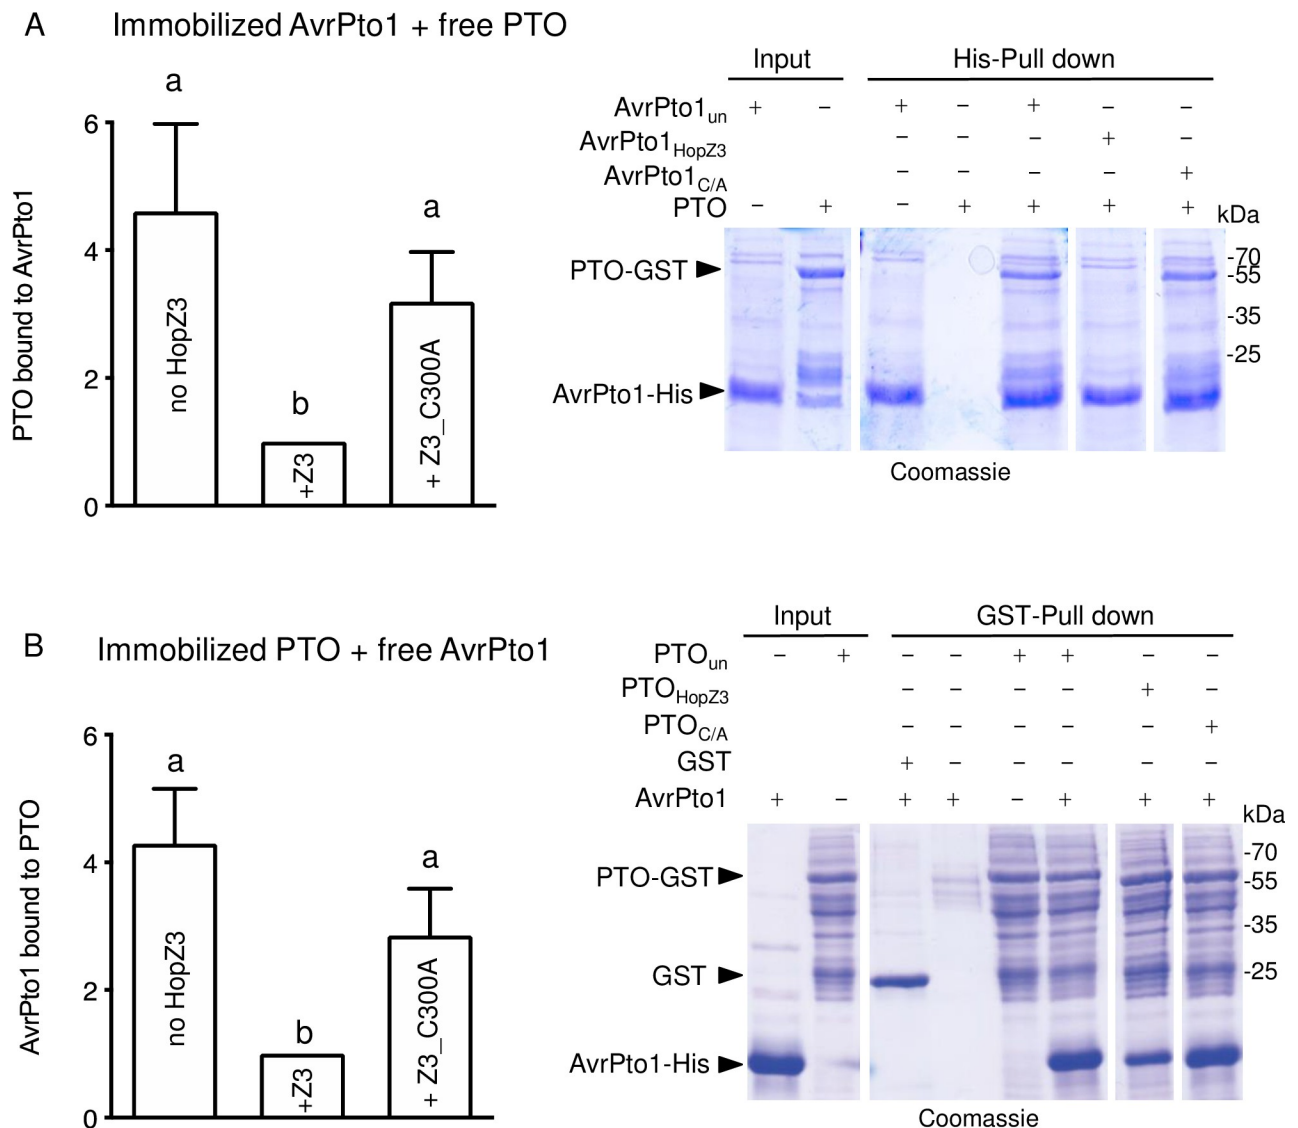 A Immobilized AvrPto1 + free PTO
PTO bound to AvrPto1
6
4
2
0
a
b
a
no HopZ3
+Z3
+ Z3_C300A
Input His-Pull down
AvrPto1un + – + – + – –
AvrPto1HopZ3 – – – + –
AvrPto1C/A – – – – +
PTO – + – + + + +
kDa
PTO-GST
AvrPto1-His
-70
-55
-35
-25
Coomassie
B Immobilized PTO + free AvrPto1
AvrPto1 bound to PTO
6
4
2
0
a
b
a
no HopZ3
+Z3
+ Z3_C300A
Input GST-Pull down
PTOun – + – – + + – –
PTOHopZ3 – – – – + –
PTOC/A – – – – – +
GST + – – – – –
AvrPto1 + – + + – + + +
kDa
PTO-GST
GST
AvrPto1-His
-70
-55
-35
-25
Coomassie